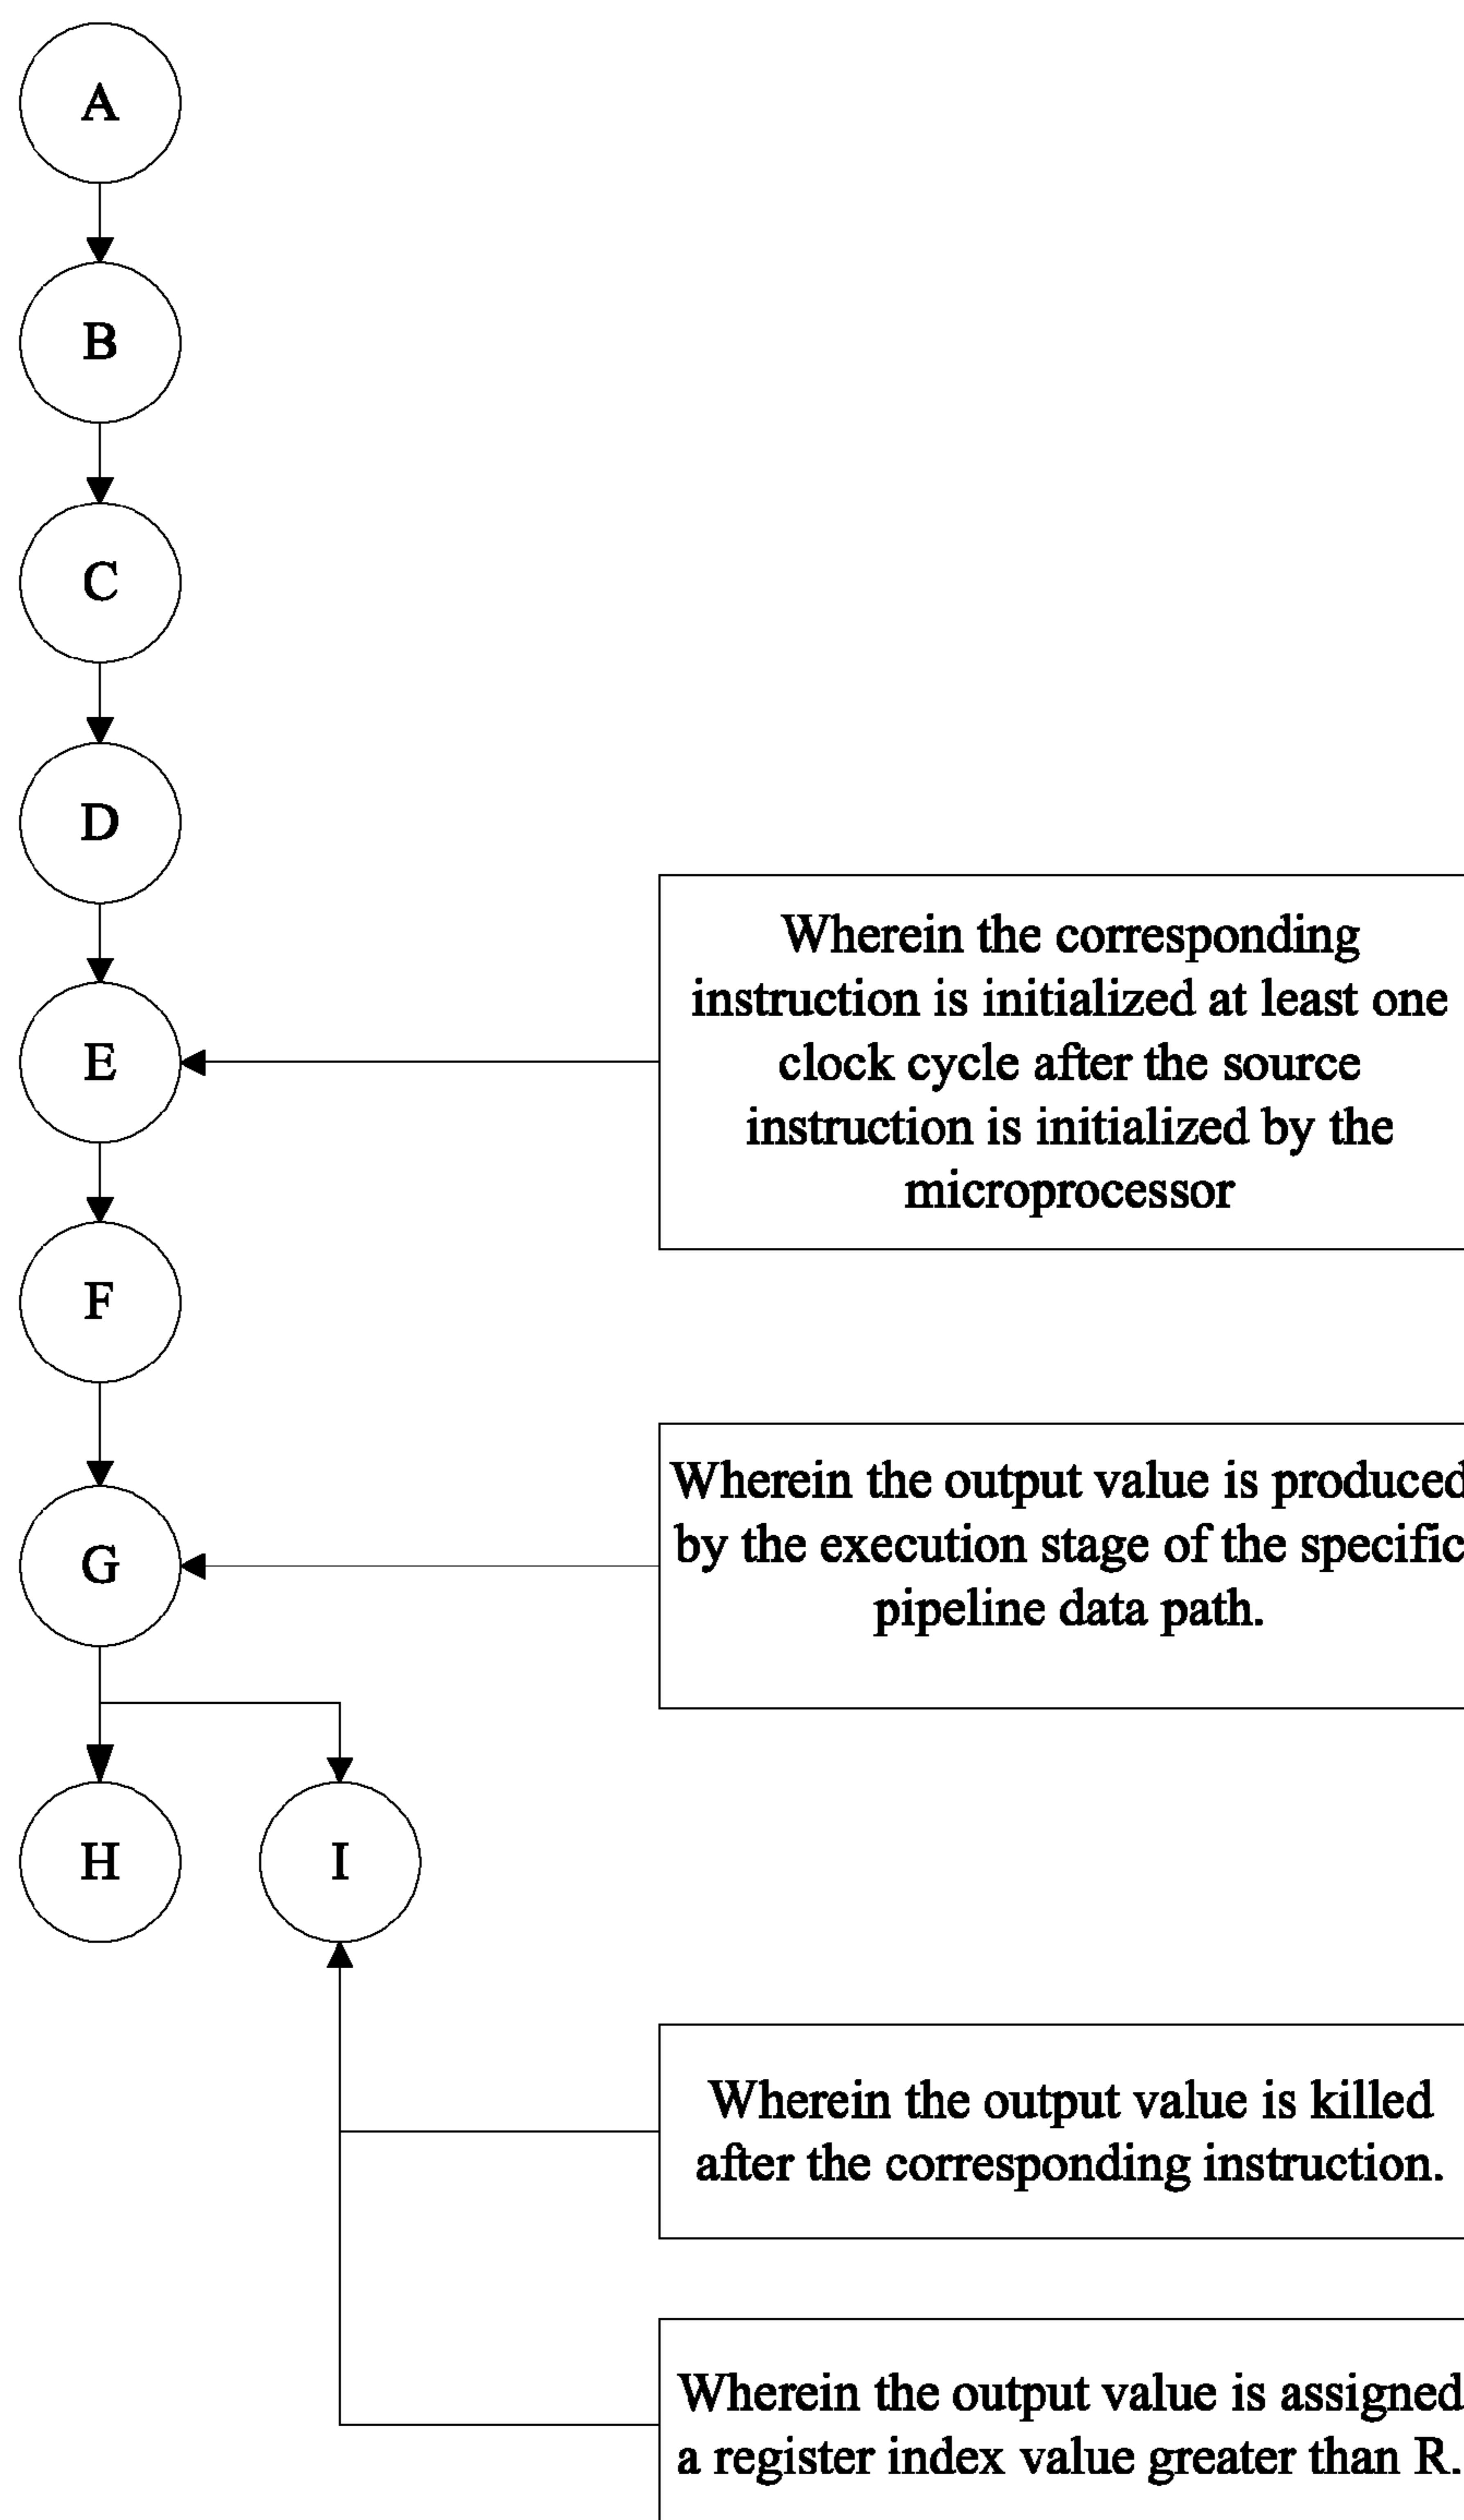 A
B
C
D
Wherein the corresponding
instruction is initialized at least one
E
clock cycle after the source
instruction is initialized by the
microprocessor
F
Wherein the output value is produced
by the execution stage of the specific
G
pipeline data path.
H
I
Wherein the output value is killed
after the corresponding instruction.
Wherein the output value is assigned
a register index value greater than R.